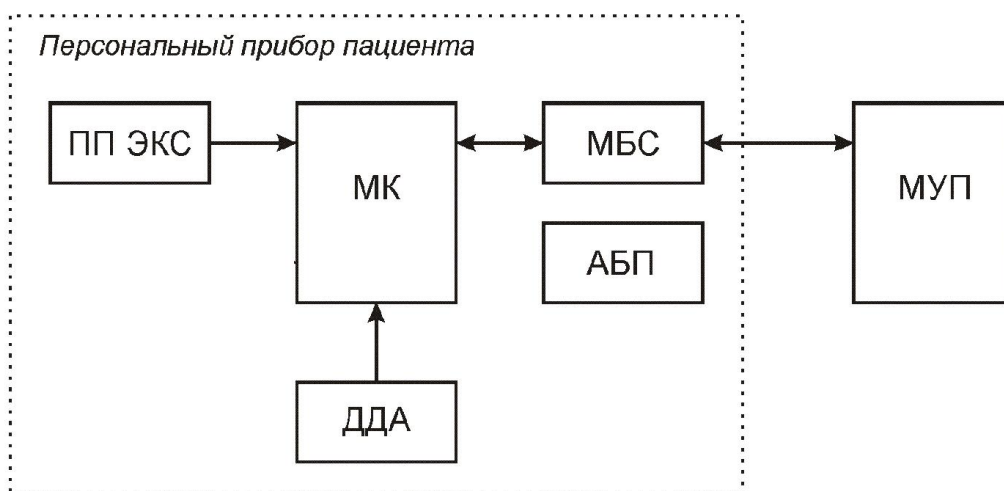 Персональный прибор пациента
ПП ЭКС
МК
МБС
МУП
АБП
ДДА